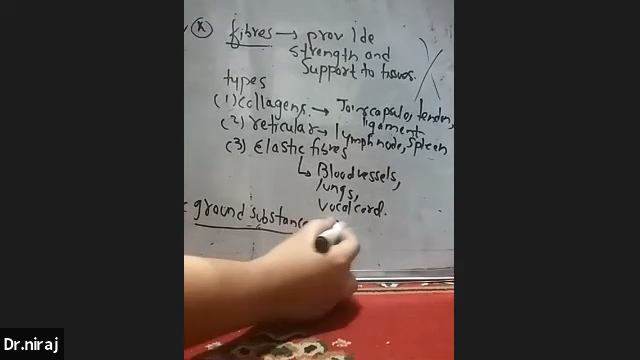 (x) fibres → provide
strength and
support to tissues.
types
(1) collagens → Joint capsule, tendon,
ligament
(2) reticular → lymph node, spleen
(3) Elastic fibres
↳ Blood vessels,
lungs,
vocal cord.
ground substance
Dr.niraj